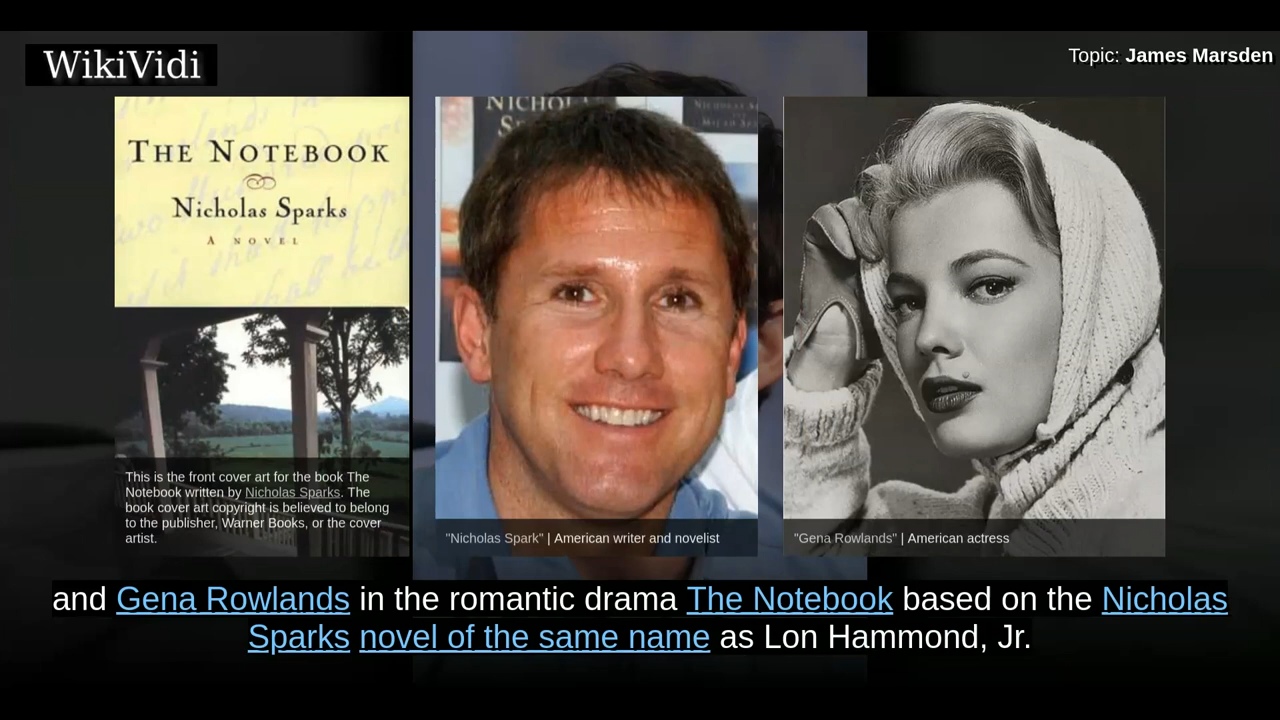 WikiVidi
Topic: James Marsden
THE NOTEBOOK
Nicholas Sparks
A NOVEL
This is the front cover art for the book The
Notebook written by Nicholas Sparks. The
book cover art copyright is believed to belong
to the publisher, Warner Books, or the cover
artist.
NICHOL
"Nicholas Spark" | American writer and novelist
"Gena Rowlands" | American actress
and Gena Rowlands in the romantic drama The Notebook based on the Nicholas
Sparks novel of the same name as Lon Hammond, Jr.